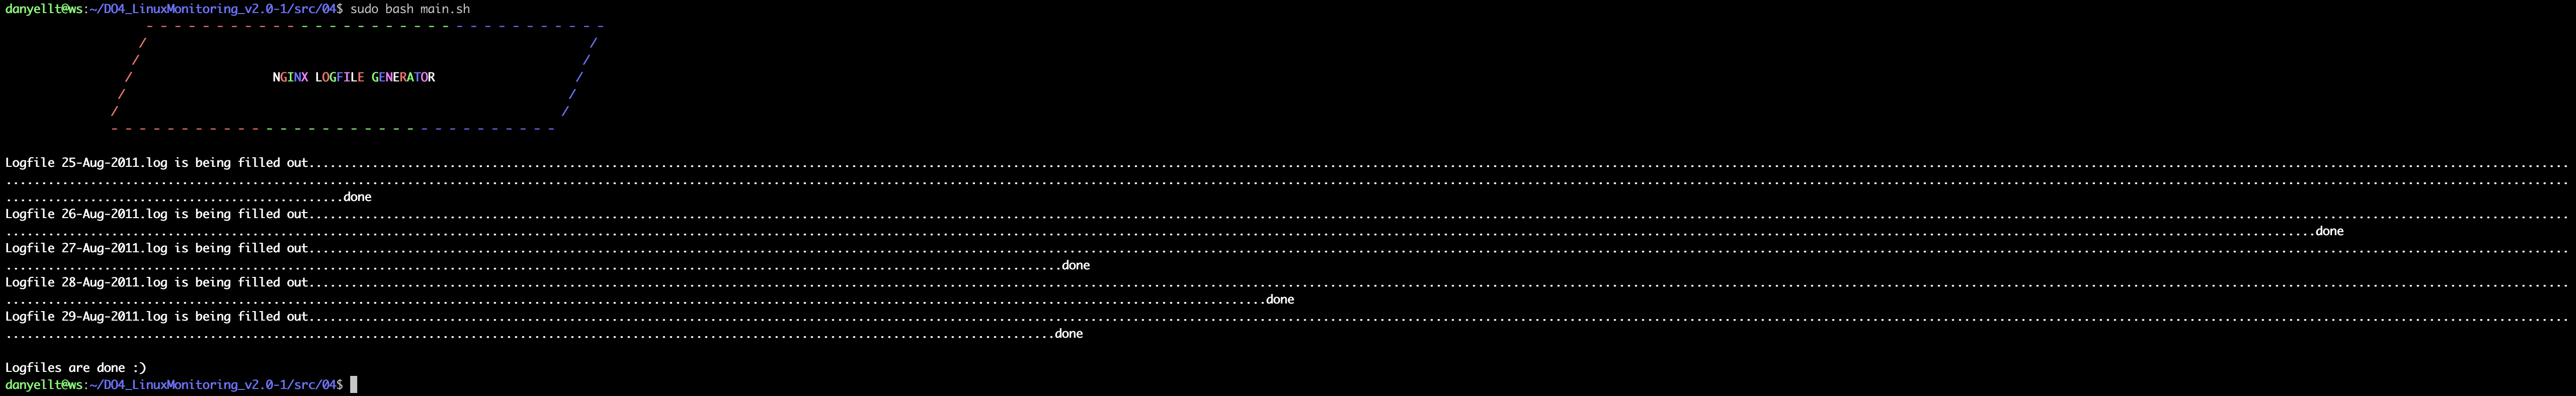 danyellt@ws:~/DO4_LinuxMonitoring_v2.0-1/src/04$ sudo bash main.sh
- - - - - - - - - - - - - - - - - - - - - - - - - - - - - - - - -
/ /
/ /
/ NGINX LOGFILE GENERATOR /
/ /
/ /
- - - - - - - - - - - - - - - - - - - - - - - - - - - - - - - -
Logfile 25-Aug-2011.log is being filled out................................................................
................................................................
................................................done
Logfile 26-Aug-2011.log is being filled out................................................................
................................................................done
Logfile 27-Aug-2011.log is being filled out................................................................
................................................................done
Logfile 28-Aug-2011.log is being filled out................................................................
................................................................done
Logfile 29-Aug-2011.log is being filled out................................................................
................................................................done
Logfiles are done :)
danyellt@ws:~/DO4_LinuxMonitoring_v2.0-1/src/04$